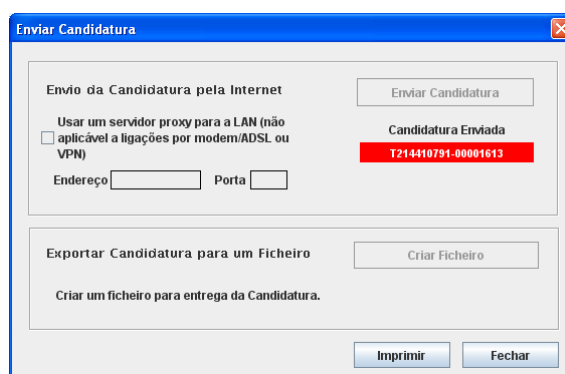 Enviar Candidatura
Envio da Candidatura pela Internet
Enviar Candidatura
Usar um servidor proxy para a LAN (não
aplicável a ligações por modem/ADSL ou
VPN)
Candidatura Enviada
T214410791-00001613
Endereço Porta
Exportar Candidatura para um Ficheiro
Criar Ficheiro
Criar um ficheiro para entrega da Candidatura.
Imprimir Fechar